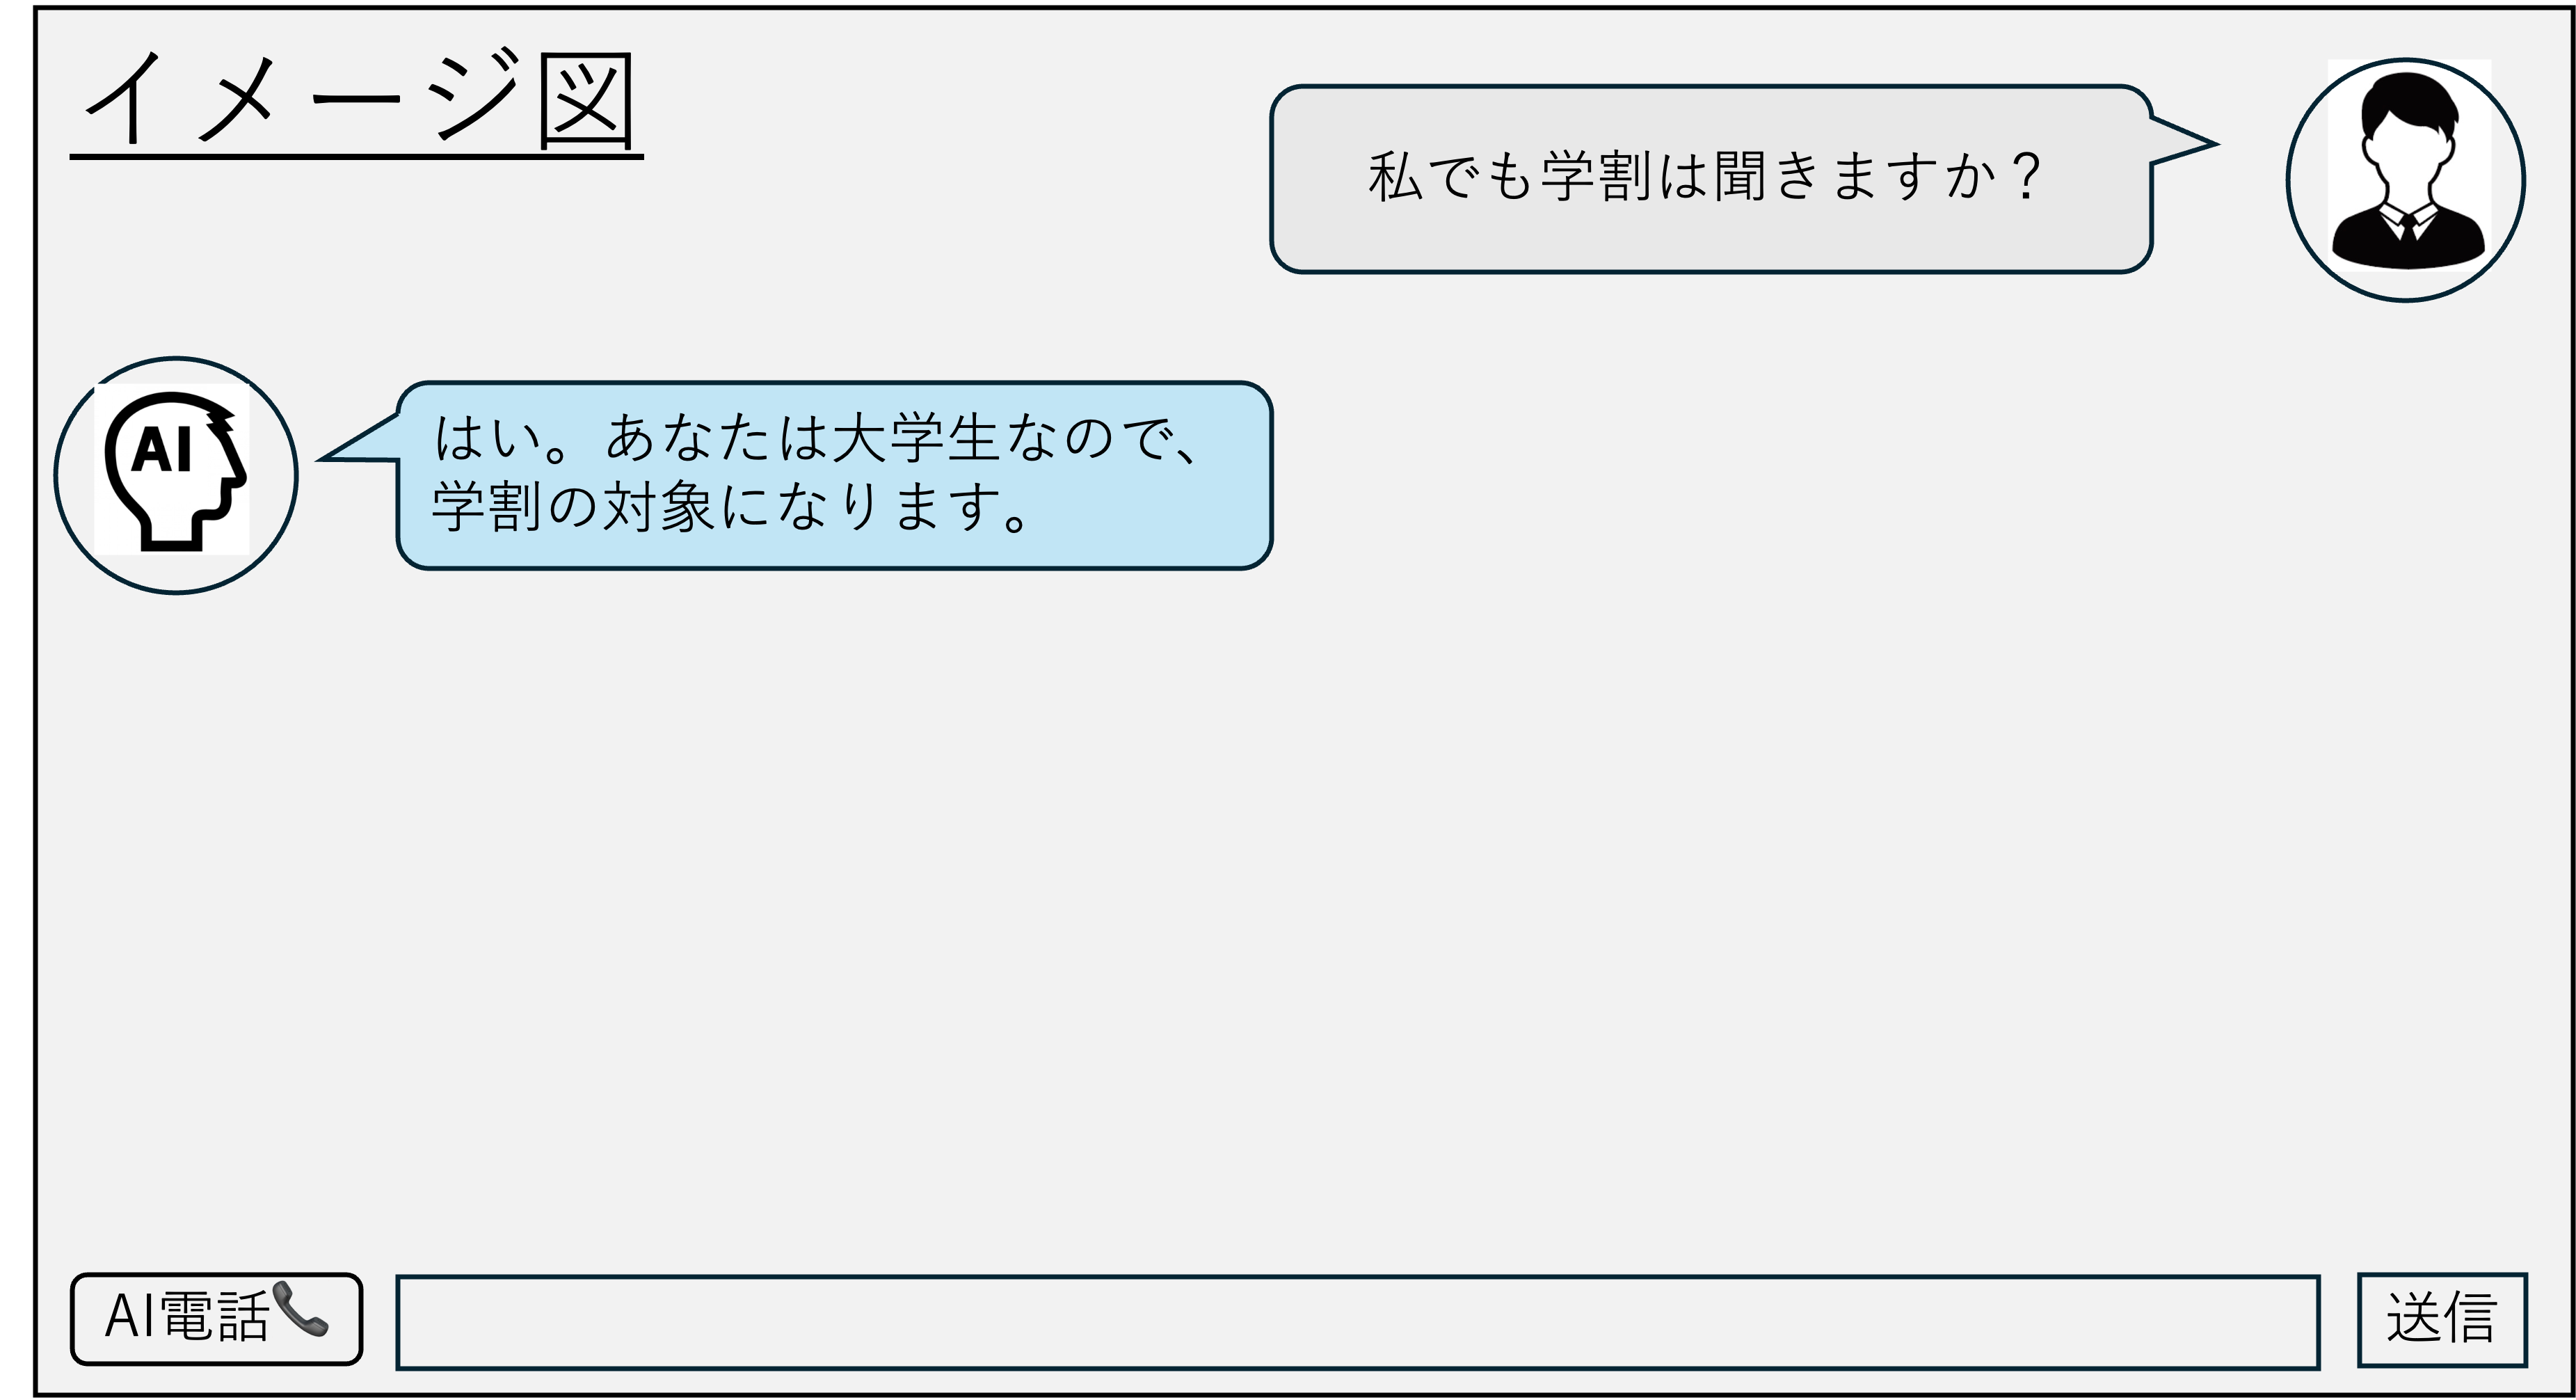 イメージ図
私でも学割は聞きますか？
AI
はい。あなたは大学生なので、
学割の対象になります。
AI電話📞
送信